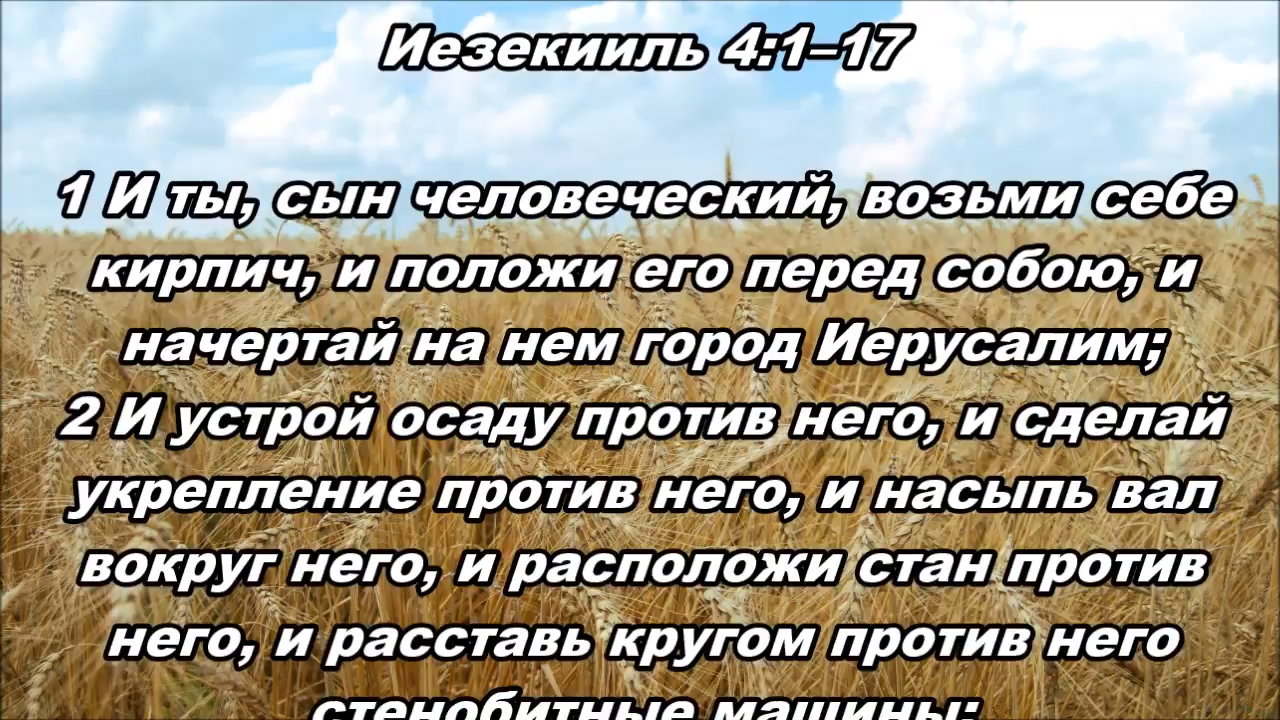 Иезекииль 4:1–17
1 И ты, сын человеческий, возьми себе
кирпич, и положи его перед собою, и
начертай на нем город Иерусалим;
2 И устрой осаду против него, и сделай
укрепление против него, и насыпь вал
вокруг него, и расположи стан против
него, и расставь кругом против него
стенобитные машины;